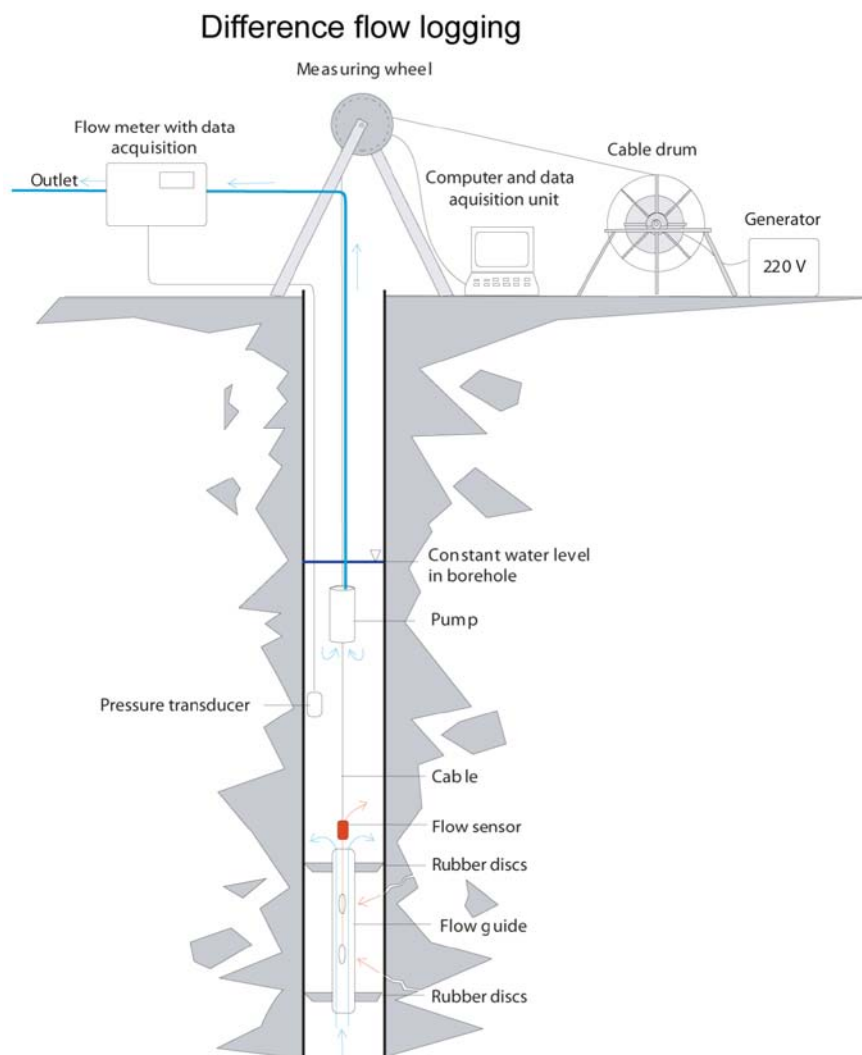 Difference flow logging
Measuring wheel
Flow meter with data
acquisition
Outlet
Cable drum
Computer and data
aquisition unit
Generator
220 V
Constant water level
in borehole
Pump
Pressure transducer
Cable
Flow sensor
Rubber discs
Flow guide
Rubber discs